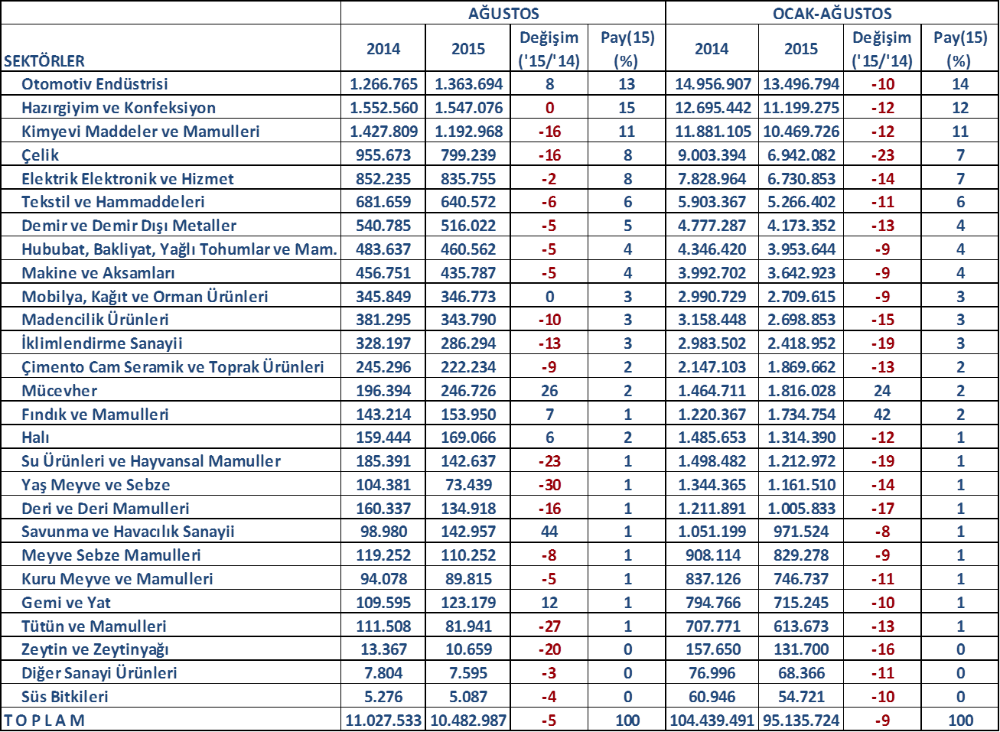 AĞUSTOS OCAK-AĞUSTOS
SEKTÖRLER 2014 2015 Değişim ('15/'14) Pay(15) (%) 2014 2015 Değişim ('15/'14) Pay(15) (%)
Otomotiv Endüstrisi 1.266.765 1.363.694 8 13 14.956.907 13.496.794 -10 14
Hazırgiyim ve Konfeksiyon 1.552.560 1.547.076 0 15 12.695.442 11.199.275 -12 12
Kimyevi Maddeler ve Mamulleri 1.427.809 1.192.968 -16 11 11.881.105 10.469.726 -12 11
Çelik 955.673 799.239 -16 8 9.003.394 6.942.082 -23 7
Elektrik Elektronik ve Hizmet 852.235 835.755 -2 8 7.828.964 6.730.853 -14 7
Tekstil ve Hammaddeleri 681.659 640.572 -6 6 5.903.367 5.266.402 -11 6
Demir ve Demir Dışı Metaller 540.785 516.022 -5 5 4.777.287 4.173.352 -13 4
Hububat, Bakliyat, Yağlı Tohumlar ve Mam. 483.637 460.562 -5 4 4.346.420 3.953.644 -9 4
Makine ve Aksamları 456.751 435.787 -5 4 3.992.702 3.642.923 -9 4
Mobilya, Kağıt ve Orman Ürünleri 345.849 346.773 0 3 2.990.729 2.709.615 -9 3
Madencilik Ürünleri 381.295 343.790 -10 3 3.158.448 2.698.853 -15 3
İklimlendirme Sanayii 328.197 286.294 -13 3 2.983.502 2.418.952 -19 3
Çimento Cam Seramik ve Toprak Ürünleri 245.296 222.234 -9 2 2.147.103 1.869.662 -13 2
Mücevher 196.394 246.726 26 2 1.464.711 1.816.028 24 2
Fındık ve Mamulleri 143.214 153.950 7 1 1.220.367 1.734.754 42 2
Halı 159.444 169.066 6 2 1.485.653 1.314.390 -12 1
Su Ürünleri ve Hayvansal Mamuller 185.391 142.637 -23 1 1.498.482 1.212.972 -19 1
Yaş Meyve ve Sebze 104.381 73.439 -30 1 1.344.365 1.161.510 -14 1
Deri ve Deri Mamulleri 160.337 134.918 -16 1 1.211.891 1.005.833 -17 1
Savunma ve Havacılık Sanayii 98.980 142.957 44 1 1.051.199 971.524 -8 1
Meyve Sebze Mamulleri 119.252 110.252 -8 1 908.114 829.278 -9 1
Kuru Meyve ve Mamulleri 94.078 89.815 -5 1 837.126 746.737 -11 1
Gemi ve Yat 109.595 123.179 12 1 794.766 715.245 -10 1
Tütün ve Mamulleri 111.508 81.941 -27 1 707.771 613.673 -13 1
Zeytin ve Zeytinyağı 13.367 10.659 -20 0 157.650 131.700 -16 0
Diğer Sanayi Ürünleri 7.804 7.595 -3 0 76.996 68.366 -11 0
Süs Bitkileri 5.276 5.087 -4 0 60.946 54.721 -10 0
T O P L A M 11.027.533 10.482.987 -5 100 104.439.491 95.135.724 -9 100